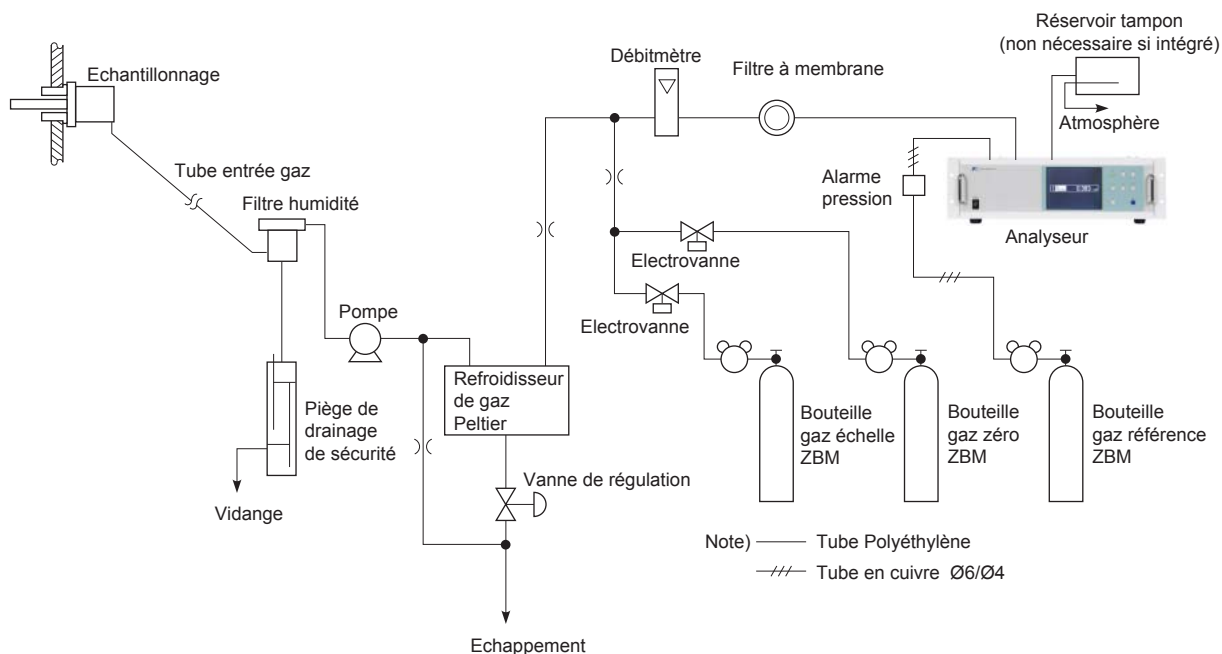 Réservoir tampon
(non nécessaire si intégré)
Echantillonnage
Débitmètre
Filtre à membrane
Atmosphère
Tube entrée gaz
Alarme
pression
Filtre humidité
Analyseur
Electrovanne
Pompe
Electrovanne
Refroidisseur
de gaz
Peltier
Piège de
drainage
de sécurité
Bouteille
gaz échelle
ZBM
Bouteille
gaz zéro
ZBM
Bouteille
gaz référence
ZBM
Vanne de régulation
Vidange
Note)
Tube Polyéthylène
Tube en cuivre Ø6/Ø4
Echappement